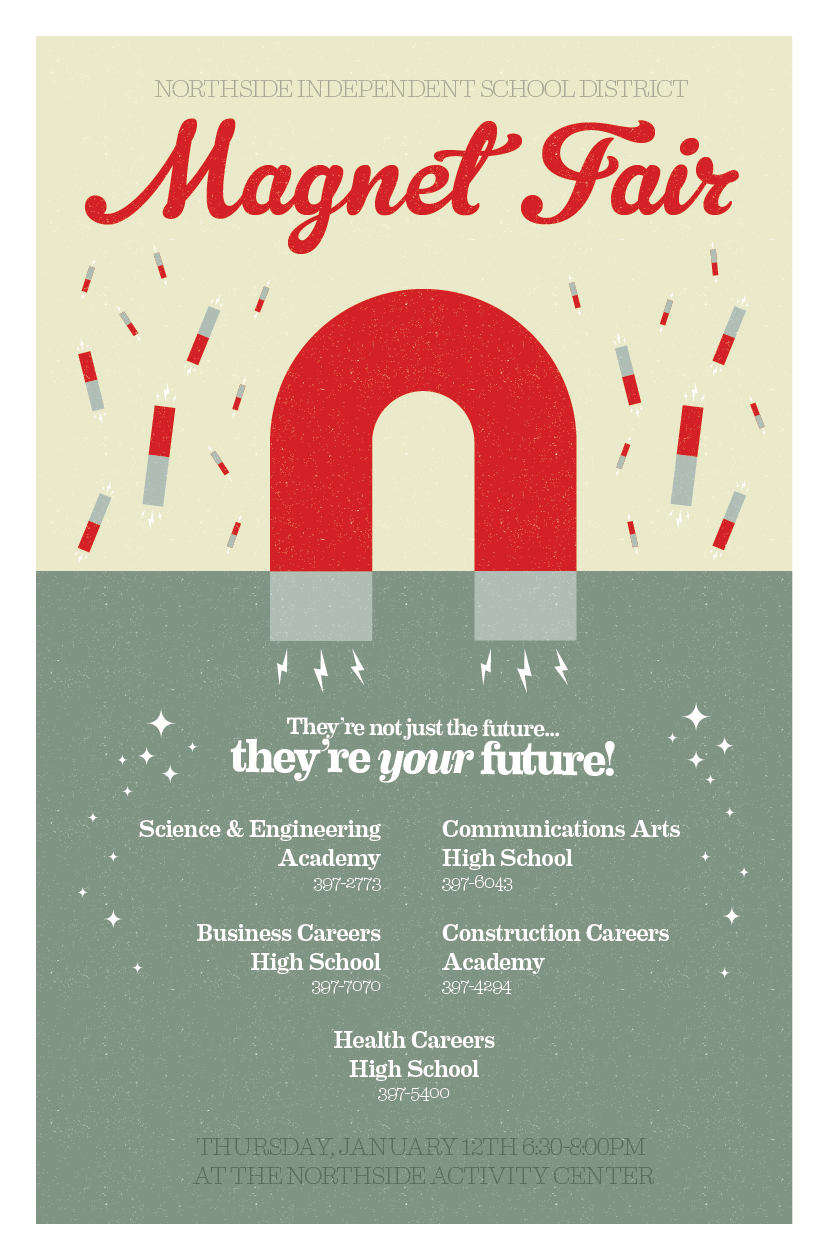 NORTHSIDE INDEPENDENT SCHOOL DISTRICT
Magnet Fair
They're not just the future...
they're your future!
Science & Engineering
Academy
397-2773
Communications Arts
High School
397-6043
Business Careers
High School
397-7070
Construction Careers
Academy
397-4294
Health Careers
High School
397-5400
THURSDAY, JANUARY 12TH 6:30-8:00PM
AT THE NORTHSIDE ACTIVITY CENTER